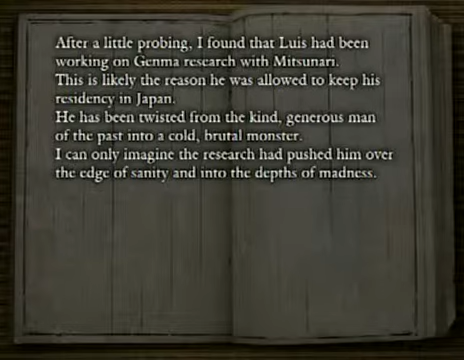 After a little probing, I found that Luis had been
working on Genma research with Mitsunari.
This is likely the reason he was allowed to keep his
residency in Japan.
He has been twisted from the kind, generous man
of the past into a cold, brutal monster.
I can only imagine the research had pushed him over
the edge of sanity and into the depths of madness.